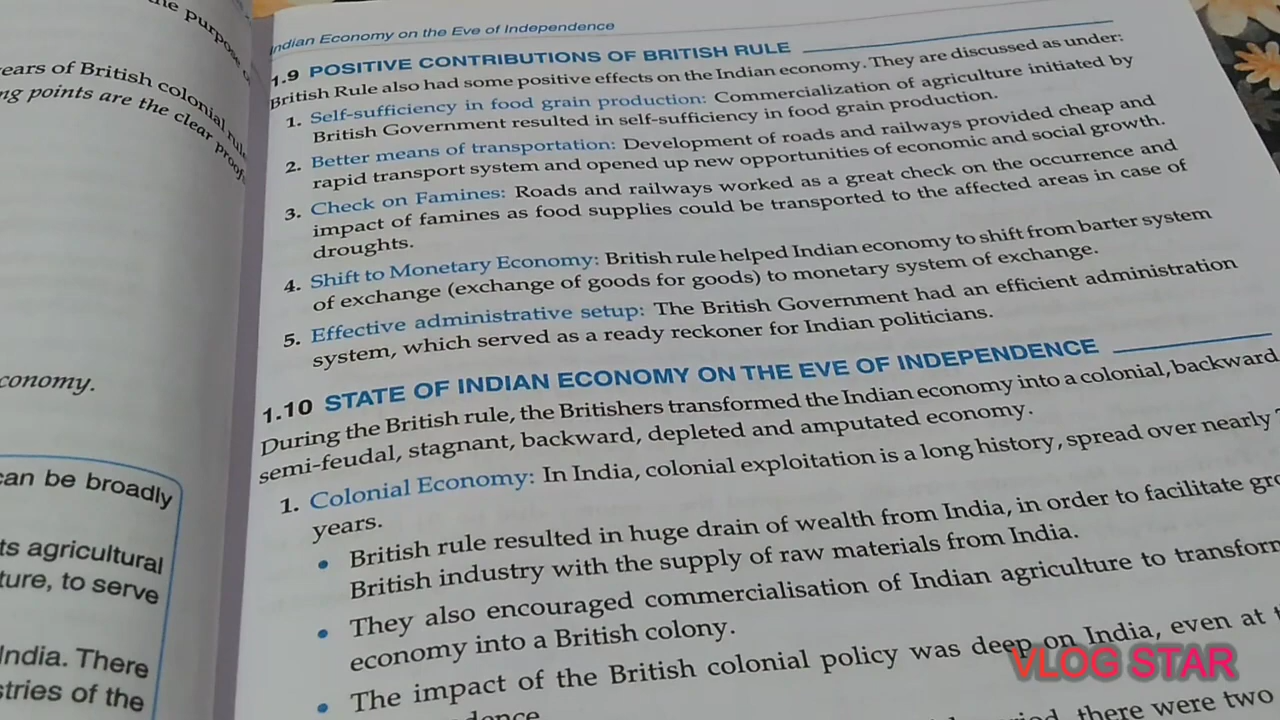 the purpose
ears of British colonial rule
ng points are the clear proof
conomy.
can be broadly
ts agricultural
ture, to serve
India. There
stries of the
Indian Economy on the Eve of Independence
1.9 POSITIVE CONTRIBUTIONS OF BRITISH RULE
British Rule also had some positive effects on the Indian economy. They are discussed as under:
1. Self-sufficiency in food grain production: Commercialization of agriculture initiated by
British Government resulted in self-sufficiency in food grain production.
2. Better means of transportation: Development of roads and railways provided cheap and
rapid transport system and opened up new opportunities of economic and social growth.
3. Check on Famines: Roads and railways worked as a great check on the occurrence and
impact of famines as food supplies could be transported to the affected areas in case of
droughts.
4. Shift to Monetary Economy: British rule helped Indian economy to shift from barter system
of exchange (exchange of goods for goods) to monetary system of exchange.
5. Effective administrative setup: The British Government had an efficient administration
system, which served as a ready reckoner for Indian politicians.
1.10 STATE OF INDIAN ECONOMY ON THE EVE OF INDEPENDENCE
During the British rule, the Britishers transformed the Indian economy into a colonial, backward
semi-feudal, stagnant, backward, depleted and amputated economy.
1. Colonial Economy: In India, colonial exploitation is a long history, spread over nearly
years.
• British rule resulted in huge drain of wealth from India, in order to facilitate gro
British industry with the supply of raw materials from India.
• They also encouraged commercialisation of Indian agriculture to transform
economy into a British colony.
• The impact of the British colonial policy was deep on India, even at t
dence
there were two
VLOG STAR